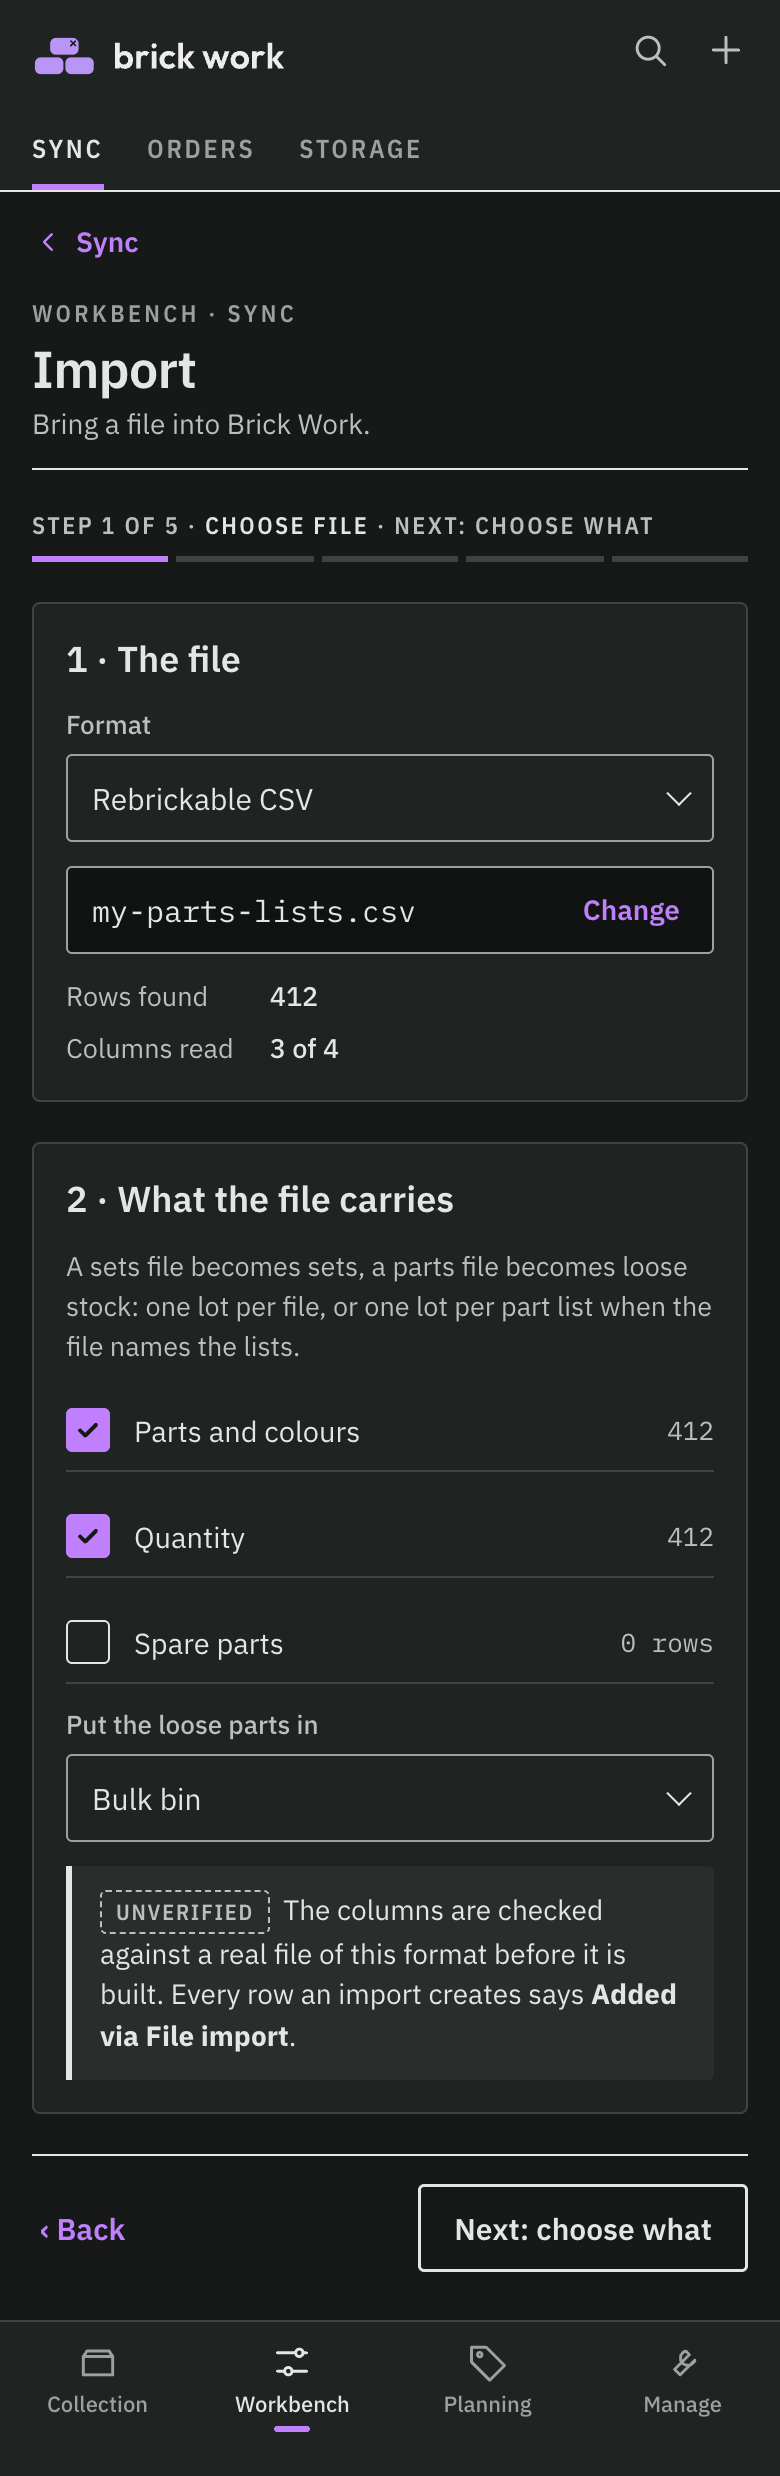 brick work
SYNC ORDERS STORAGE
Sync
WORKBENCH · SYNC
Import
Bring a file into Brick Work.
STEP 1 OF 5 · CHOOSE FILE · NEXT: CHOOSE WHAT
1 · The file
Format
Rebrickable CSV
my-parts-lists.csv Change
Rows found 412
Columns read 3 of 4
2 · What the file carries
A sets file becomes sets, a parts file becomes loose
stock: one lot per file, or one lot per part list when the
file names the lists.
Parts and colours 412
Quantity 412
Spare parts 0 rows
Put the loose parts in
Bulk bin
UNVERIFIED The columns are checked
against a real file of this format before it is
built. Every row an import creates says Added
via File import.
‹ Back Next: choose what
Collection Workbench Planning Manage